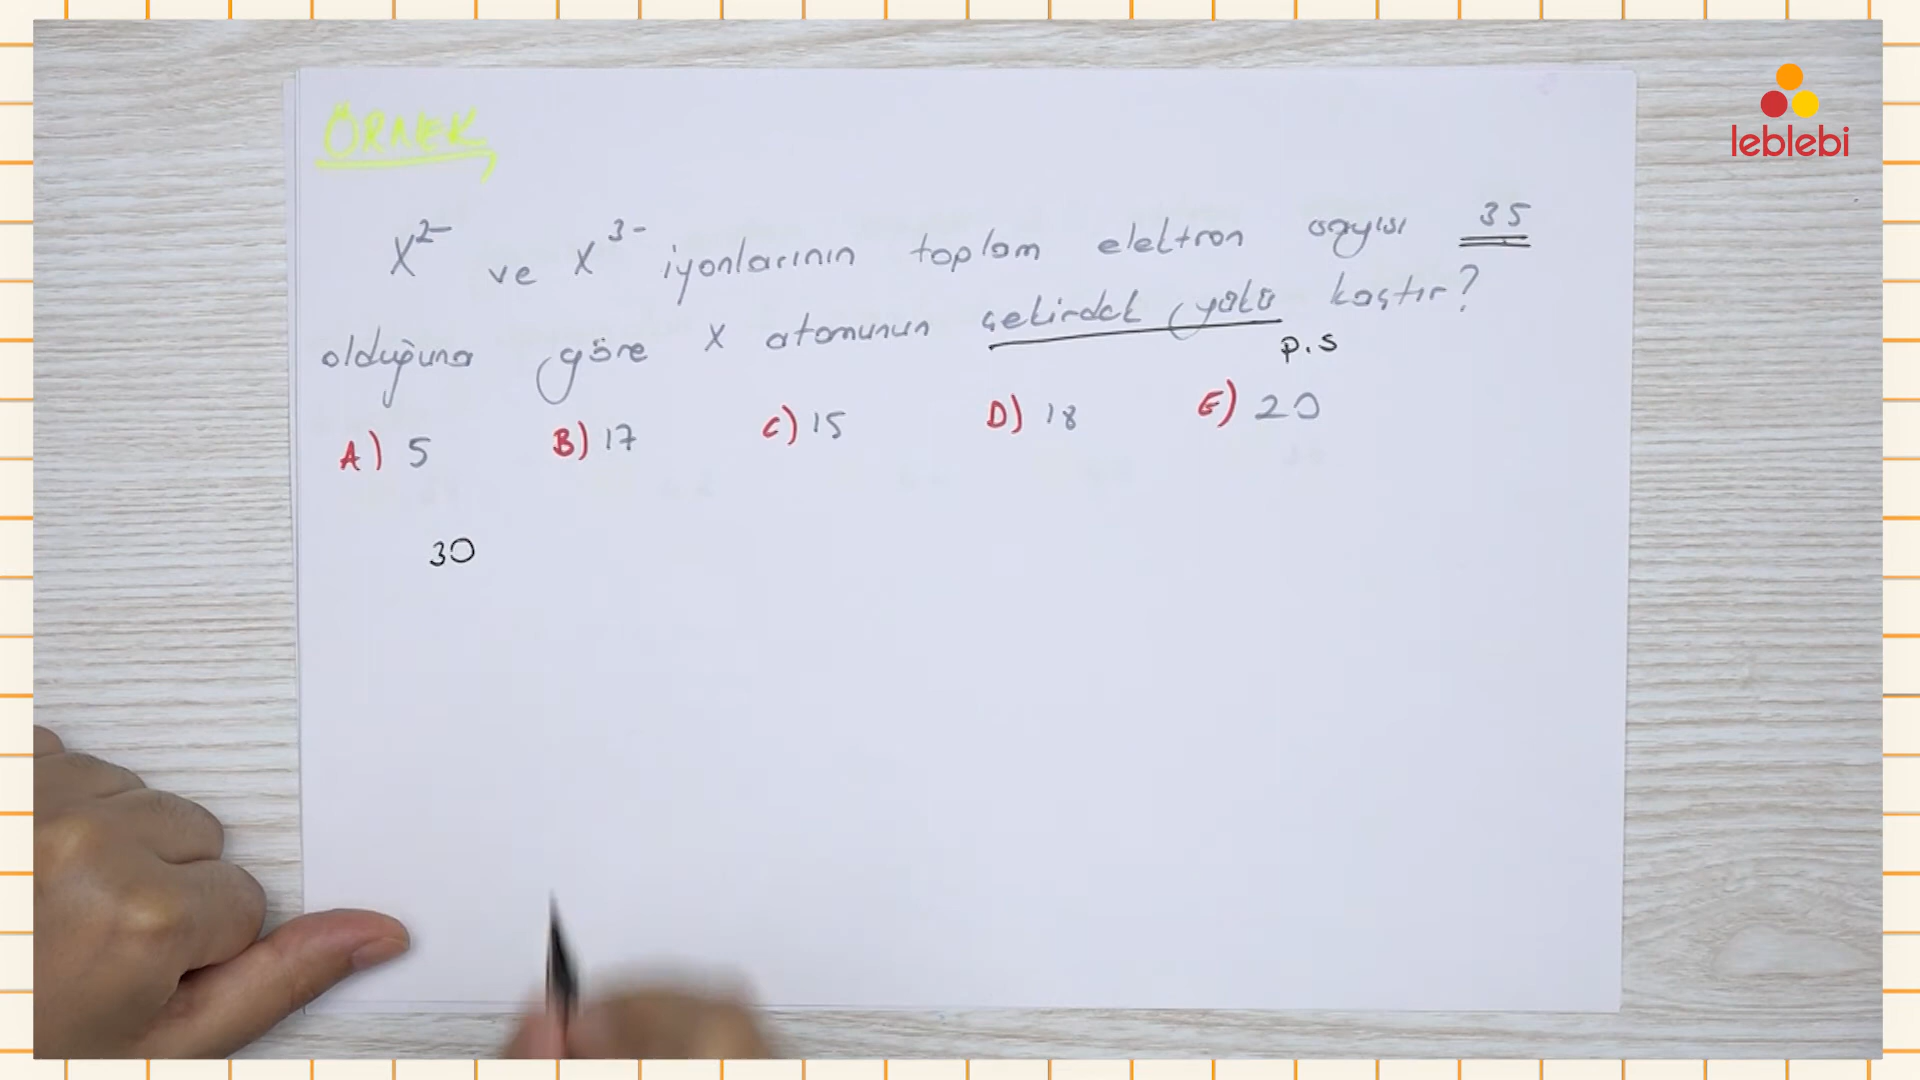 leblebi
ÖRNEK
X²⁻ ve X³⁻ iyonlarının toplam elektron sayısı 35
olduğuna göre X atomunun çekirdek yükü kaçtır?
p.s
A) 5 B) 17 C) 15 D) 18 E) 20
30